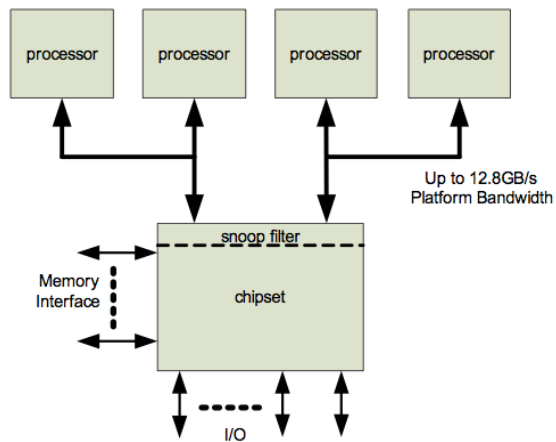 processor
processor
processor
processor
Up to 12.8GB/s
Platform Bandwidth
snoop filter
Memory
Interface
chipset
I/O